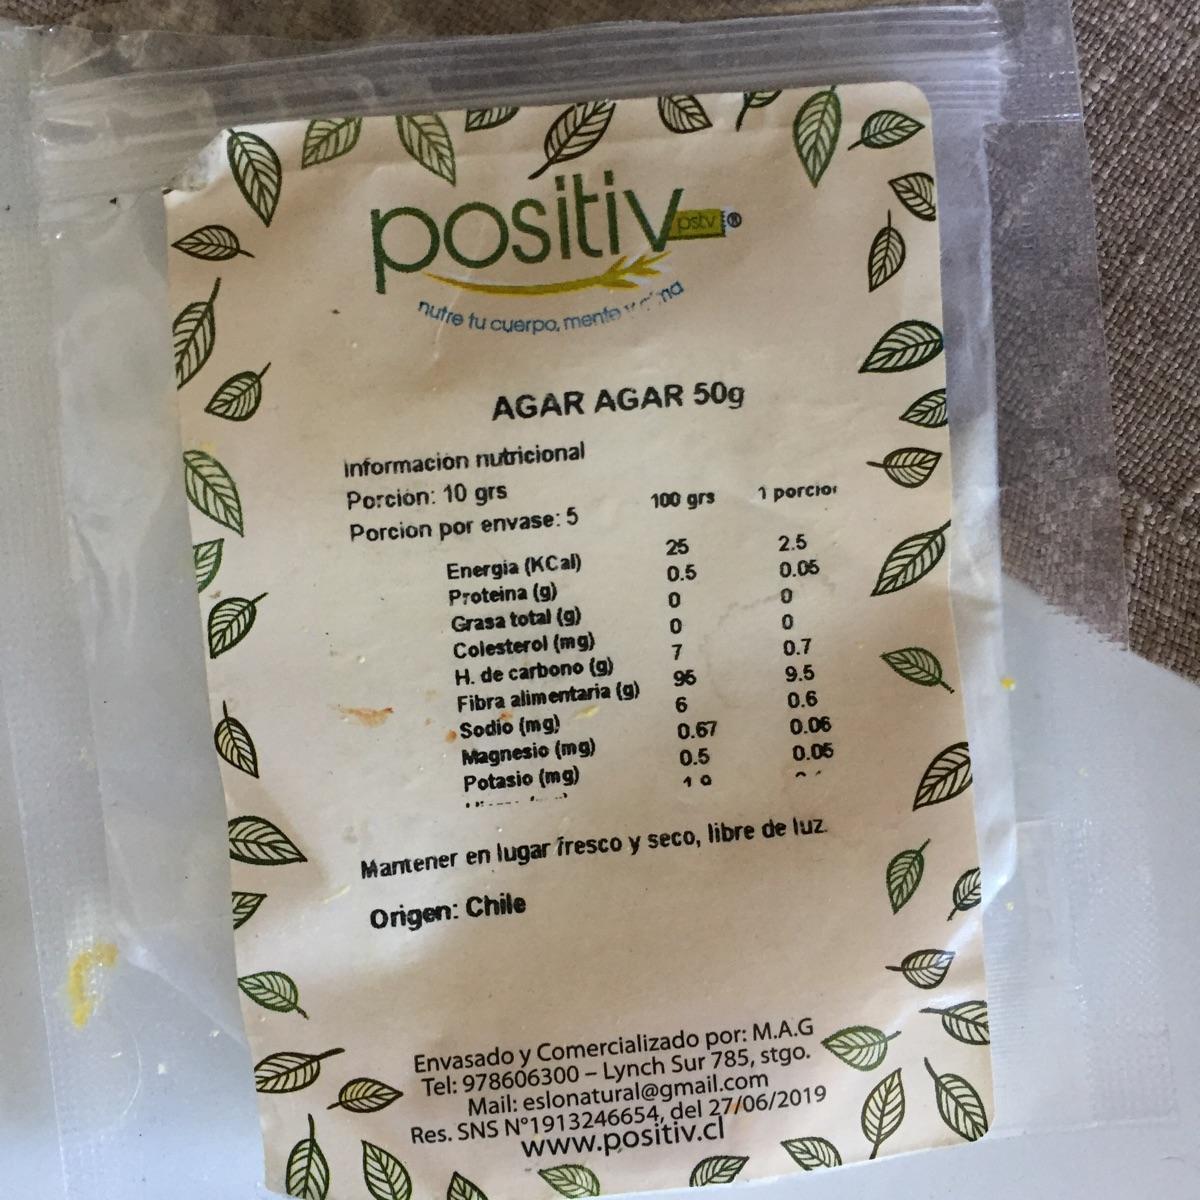 positiv pstv ®
nutre tu cuerpo, mente y
AGAR AGAR 50g
Información nutricional
Porción: 10 grs
Porcion por envase: 5
100 grs 1 porcion
Energia (KCal) 25 2.5
Proteina (g) 0.5 0.05
Grasa total (g) 0 0
Colesterol (mg) 0 0
H. de carbono (g) 7 0.7
Fibra alimentaria (g) 95 9.5
Sodio (mg) 6 0.6
Magnesio (mg) 0.67 0.06
Potasio (mg) 0.5 0.05
Mantener en lugar fresco y seco, libre de luz.
Origen: Chile
Envasado y Comercializado por: M.A.G
Tel: 978606300 – Lynch Sur 785, stgo.
Mail: eslonatural@gmail.com
Res. SNS N°1913246654, del 27/06/2019
www.positiv.cl